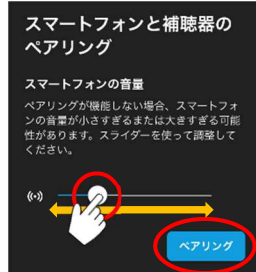 スマートフォンと補聴器の
ペアリング
スマートフォンの音量
ペアリングが機能しない場合、スマートフォ
ンの音量が小さすぎるまたは大きすぎる可能
性があります。スライダーを使って調整して
ください。
ペアリング